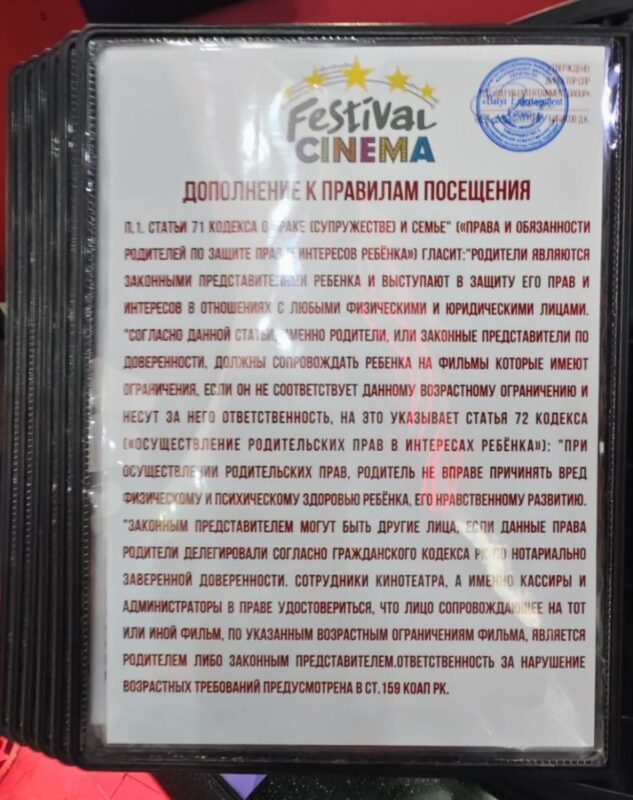 Festival
CINEMA
«Batyr Entertainment
Group»
ДОПОЛНЕНИЕ К ПРАВИЛАМ ПОСЕЩЕНИЯ
П.1. СТАТЬИ 71 КОДЕКСА О БРАКЕ (СУПРУЖЕСТВЕ) И СЕМЬЕ" («ПРАВА И ОБЯЗАННОСТИ
РОДИТЕЛЕЙ ПО ЗАЩИТЕ ПРАВ И ИНТЕРЕСОВ РЕБЁНКА») ГЛАСИТ:"РОДИТЕЛИ ЯВЛЯЮТСЯ
ЗАКОННЫМИ ПРЕДСТАВИТЕЛЯМИ РЕБЕНКА И ВЫСТУПАЮТ В ЗАЩИТУ ЕГО ПРАВ И
ИНТЕРЕСОВ В ОТНОШЕНИЯХ С ЛЮБЫМИ ФИЗИЧЕСКИМИ И ЮРИДИЧЕСКИМИ ЛИЦАМИ.
"СОГЛАСНО ДАННОЙ СТАТЬИ, ИМЕННО РОДИТЕЛИ, ИЛИ ЗАКОННЫЕ ПРЕДСТАВИТЕЛИ ПО
ДОВЕРЕННОСТИ, ДОЛЖНЫ СОПРОВОЖДАТЬ РЕБЕНКА НА ФИЛЬМЫ КОТОРЫЕ ИМЕЮТ
ОГРАНИЧЕНИЯ, ЕСЛИ ОН НЕ СООТВЕТСТВУЕТ ДАННОМУ ВОЗРАСТНОМУ ОГРАНИЧЕНИЮ И
НЕСУТ ЗА НЕГО ОТВЕТСТВЕННОСТЬ, НА ЭТО УКАЗЫВАЕТ СТАТЬЯ 72 КОДЕКСА
(«ОСУЩЕСТВЛЕНИЕ РОДИТЕЛЬСКИХ ПРАВ В ИНТЕРЕСАХ РЕБЁНКА»): "ПРИ
ОСУЩЕСТВЛЕНИИ РОДИТЕЛЬСКИХ ПРАВ, РОДИТЕЛЬ НЕ ВПРАВЕ ПРИЧИНЯТЬ ВРЕД
ФИЗИЧЕСКОМУ И ПСИХИЧЕСКОМУ ЗДОРОВЬЮ РЕБЁНКА, ЕГО НРАВСТВЕННОМУ РАЗВИТИЮ.
"ЗАКОННЫМ ПРЕДСТАВИТЕЛЕМ МОГУТ БЫТЬ ДРУГИЕ ЛИЦА, ЕСЛИ ДАННЫЕ ПРАВА
РОДИТЕЛИ ДЕЛЕГИРОВАЛИ СОГЛАСНО ГРАЖДАНСКОГО КОДЕКСА РК ПО НОТАРИАЛЬНО
ЗАВЕРЕННОЙ ДОВЕРЕННОСТИ. СОТРУДНИКИ КИНОТЕАТРА, А ИМЕННО КАССИРЫ И
АДМИНИСТРАТОРЫ В ПРАВЕ УДОСТОВЕРИТЬСЯ, ЧТО ЛИЦО СОПРОВОЖДАЮЩЕЕ НА ТОТ
ИЛИ ИНОЙ ФИЛЬМ, ПО УКАЗАННЫМ ВОЗРАСТНЫМ ОГРАНИЧЕНИЯМ ФИЛЬМА, ЯВЛЯЕТСЯ
РОДИТЕЛЕМ ЛИБО ЗАКОННЫМ ПРЕДСТАВИТЕЛЕМ.ОТВЕТСТВЕННОСТЬ ЗА НАРУШЕНИЕ
ВОЗРАСТНЫХ ТРЕБОВАНИЙ ПРЕДУСМОТРЕНА В СТ.159 КОАП РК.